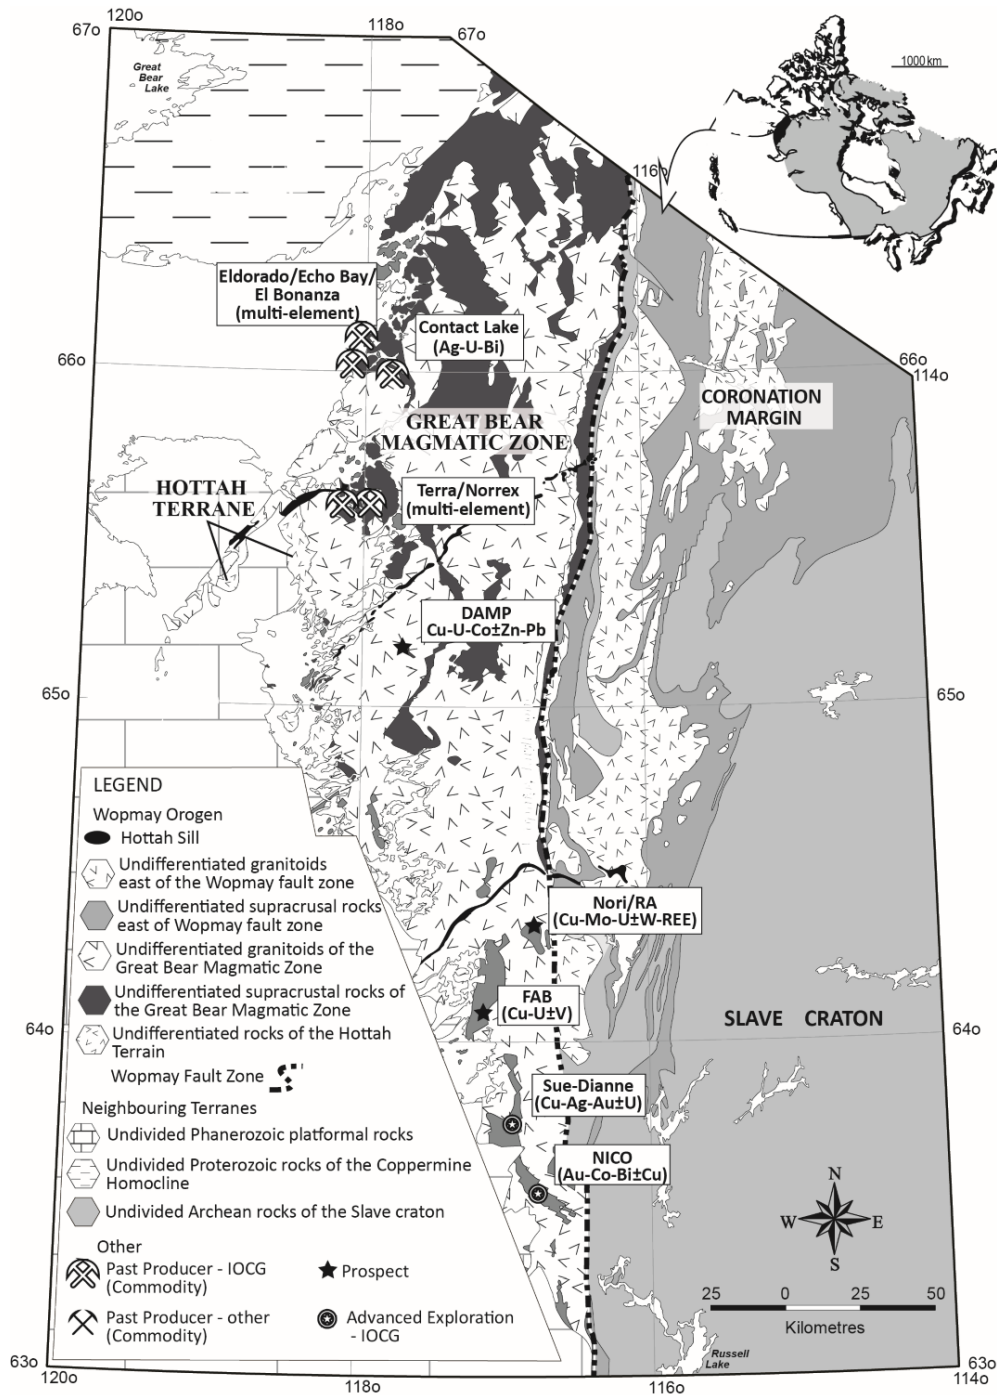 120o
67o
118o
67o
Great
Bear
Lake
1000 km
116o
Eldorado/Echo Bay/
El Bonanza
(multi-element)
Contact Lake
(Ag-U-Bi)
66o
66o
114o
CORONATION
MARGIN
GREAT BEAR
MAGMATIC ZONE
HOTTAH
TERRANE
Terra/Norrex
(multi-element)
DAMP
Cu-U-Co±Zn-Pb
65o
65o
LEGEND
Wopmay Orogen
Hottah Sill
Undifferentiated granitoids
east of the Wopmay fault zone
Undifferentiated supracrusal rocks
east of Wopmay fault zone
Undifferentiated granitoids of the
Great Bear Magmatic Zone
Undifferentiated supracrustal rocks of
the Great Bear Magmatic Zone
Undifferentiated rocks of the Hottah
Terrain
Wopmay Fault Zone
Neighbouring Terranes
Undivided Phanerozoic platformal rocks
Undivided Proterozoic rocks of the Coppermine
Homocline
Undivided Archean rocks of the Slave craton
Other
Past Producer - IOCG
(Commodity)
Prospect
Past Producer - other
(Commodity)
Advanced Exploration
- IOCG
Nori/RA
(Cu-Mo-U±W-REE)
FAB
(Cu-U±V)
SLAVE CRATON
64o
64o
Sue-Dianne
(Cu-Ag-Au±U)
NICO
(Au-Co-Bi±Cu)
N
W
E
S
25
0
25
50
Kilometres
Russell
Lake
63o
120o
118o
116o
63o
114o